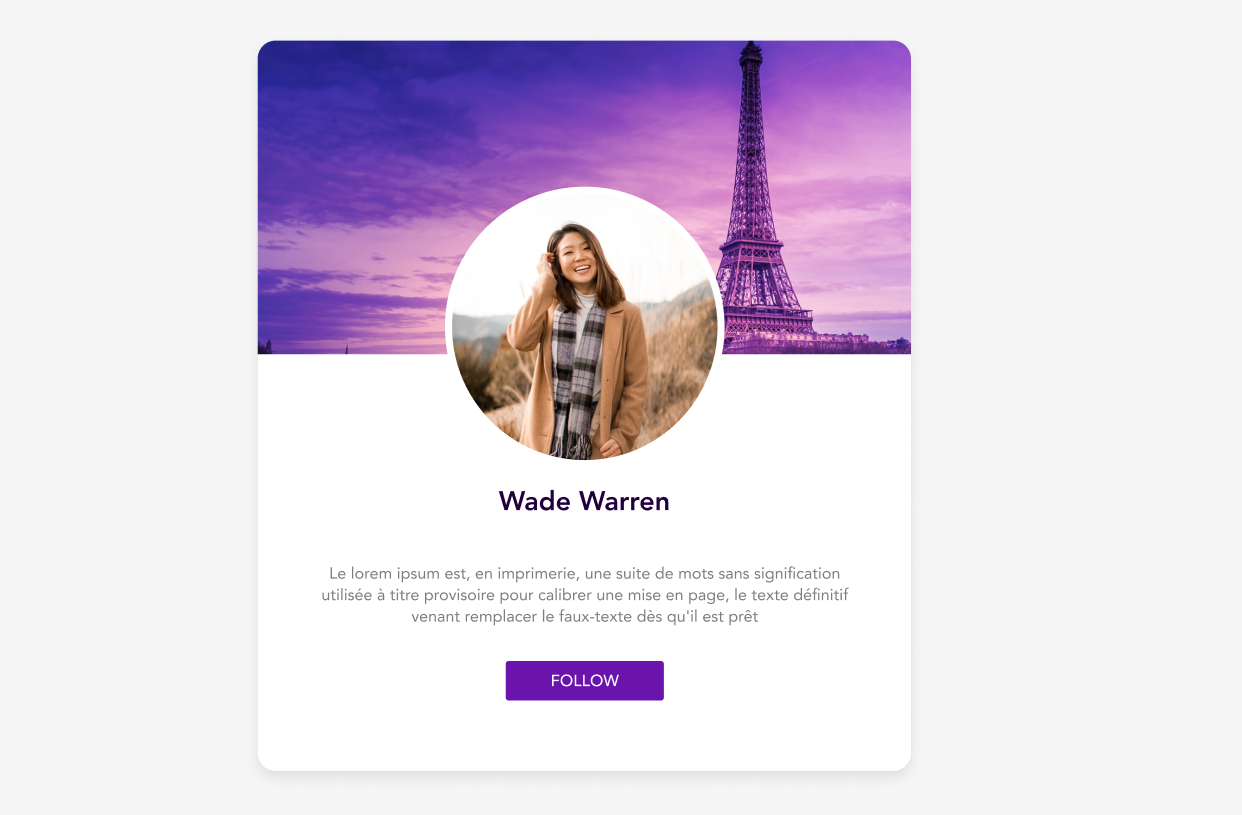 Wade Warren
Le lorem ipsum est, en imprimerie, une suite de mots sans signification
utilisée à titre provisoire pour calibrer une mise en page, le texte définitif
venant remplacer le faux-texte dès qu'il est prêt
FOLLOW